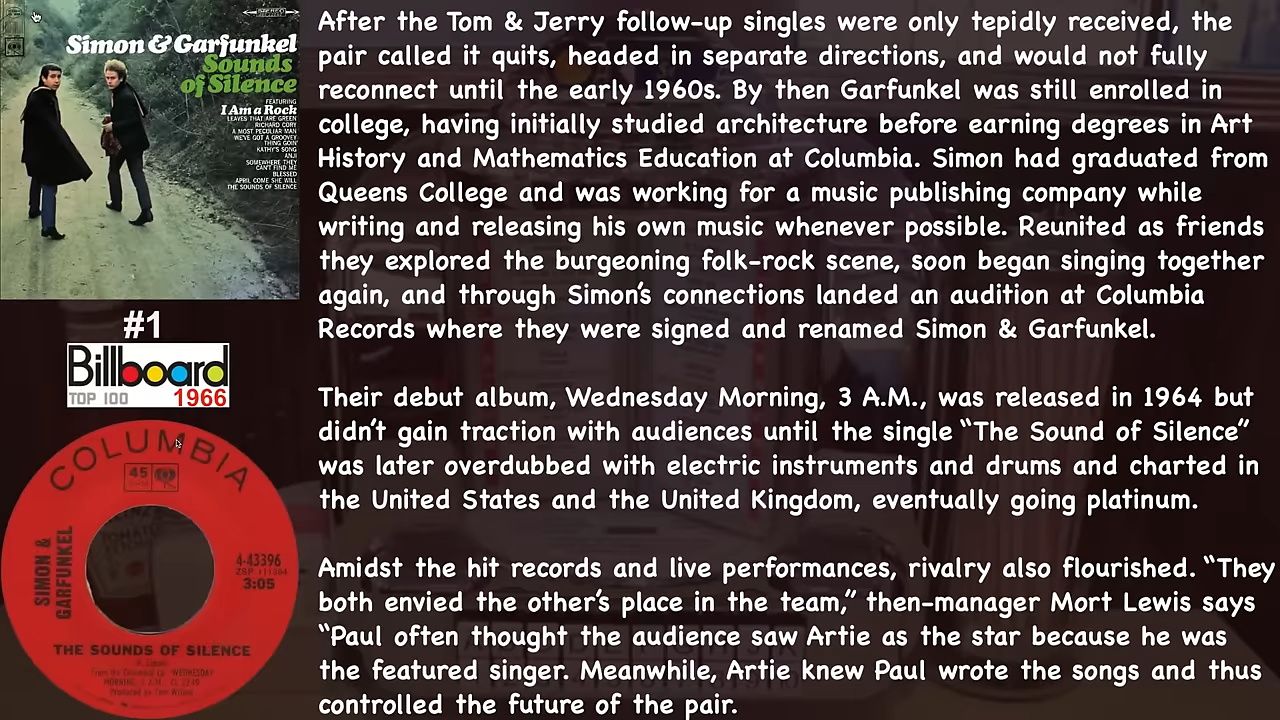 Simon & Garfunkel
Sounds
of Silence
FEATURING
I Am a Rock
LEAVES THAT ARE GREEN
RICHARD CORY
A MOST PECULIAR MAN
WE'VE GOT A GROOVEY
THING GOIN'
KATHY'S SONG
ANJI
SOMEWHERE THEY
CAN'T FIND ME
BLESSED
APRIL COME SHE WILL
THE SOUNDS OF SILENCE
#1
Billboard
TOP 100 1966
COLUMBIA
45
SIMON &
GARFUNKEL
4-43396
3:05
THE SOUNDS OF SILENCE
After the Tom & Jerry follow-up singles were only tepidly received, the
pair called it quits, headed in separate directions, and would not fully
reconnect until the early 1960s. By then Garfunkel was still enrolled in
college, having initially studied architecture before earning degrees in Art
History and Mathematics Education at Columbia. Simon had graduated from
Queens College and was working for a music publishing company while
writing and releasing his own music whenever possible. Reunited as friends
they explored the burgeoning folk-rock scene, soon began singing together
again, and through Simon's connections landed an audition at Columbia
Records where they were signed and renamed Simon & Garfunkel.
Their debut album, Wednesday Morning, 3 A.M., was released in 1964 but
didn't gain traction with audiences until the single “The Sound of Silence”
was later overdubbed with electric instruments and drums and charted in
the United States and the United Kingdom, eventually going platinum.
Amidst the hit records and live performances, rivalry also flourished. “They
both envied the other's place in the team,” then-manager Mort Lewis says
“Paul often thought the audience saw Artie as the star because he was
the featured singer. Meanwhile, Artie knew Paul wrote the songs and thus
controlled the future of the pair.